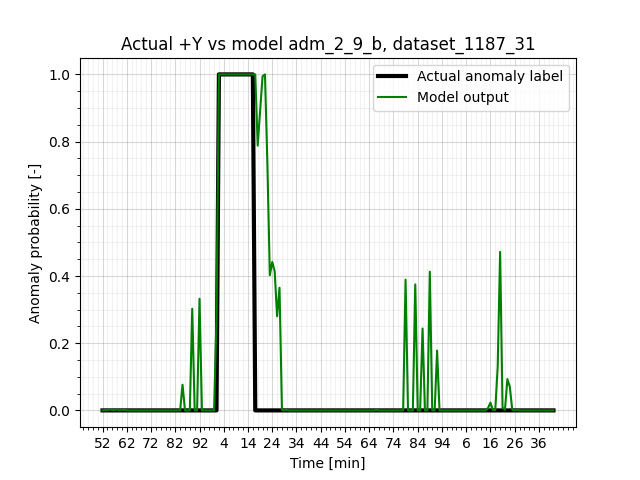 Actual +Y vs model adm_2_9_b, dataset_1187_31
Actual anomaly label
Model output
Anomaly probability [-]
1.0
0.8
0.6
0.4
0.2
0.0
52 62 72 82 92 4 14 24 34 44 54 64 74 84 94 6 16 26 36
Time [min]